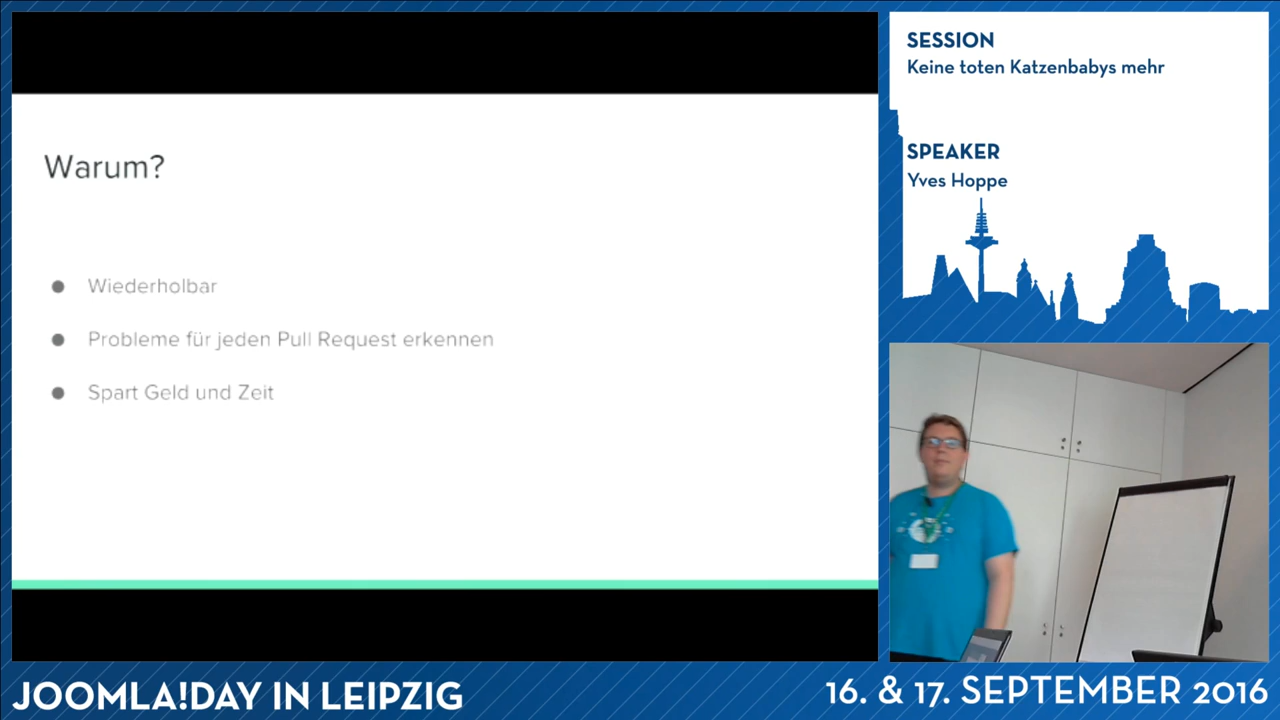 Warum?
Wiederholbar
Probleme für jeden Pull Request erkennen
Spart Geld und Zeit
SESSION
Keine toten Katzenbabys mehr
SPEAKER
Yves Hoppe
JOOMLA!DAY IN LEIPZIG
16. & 17. SEPTEMBER 2016